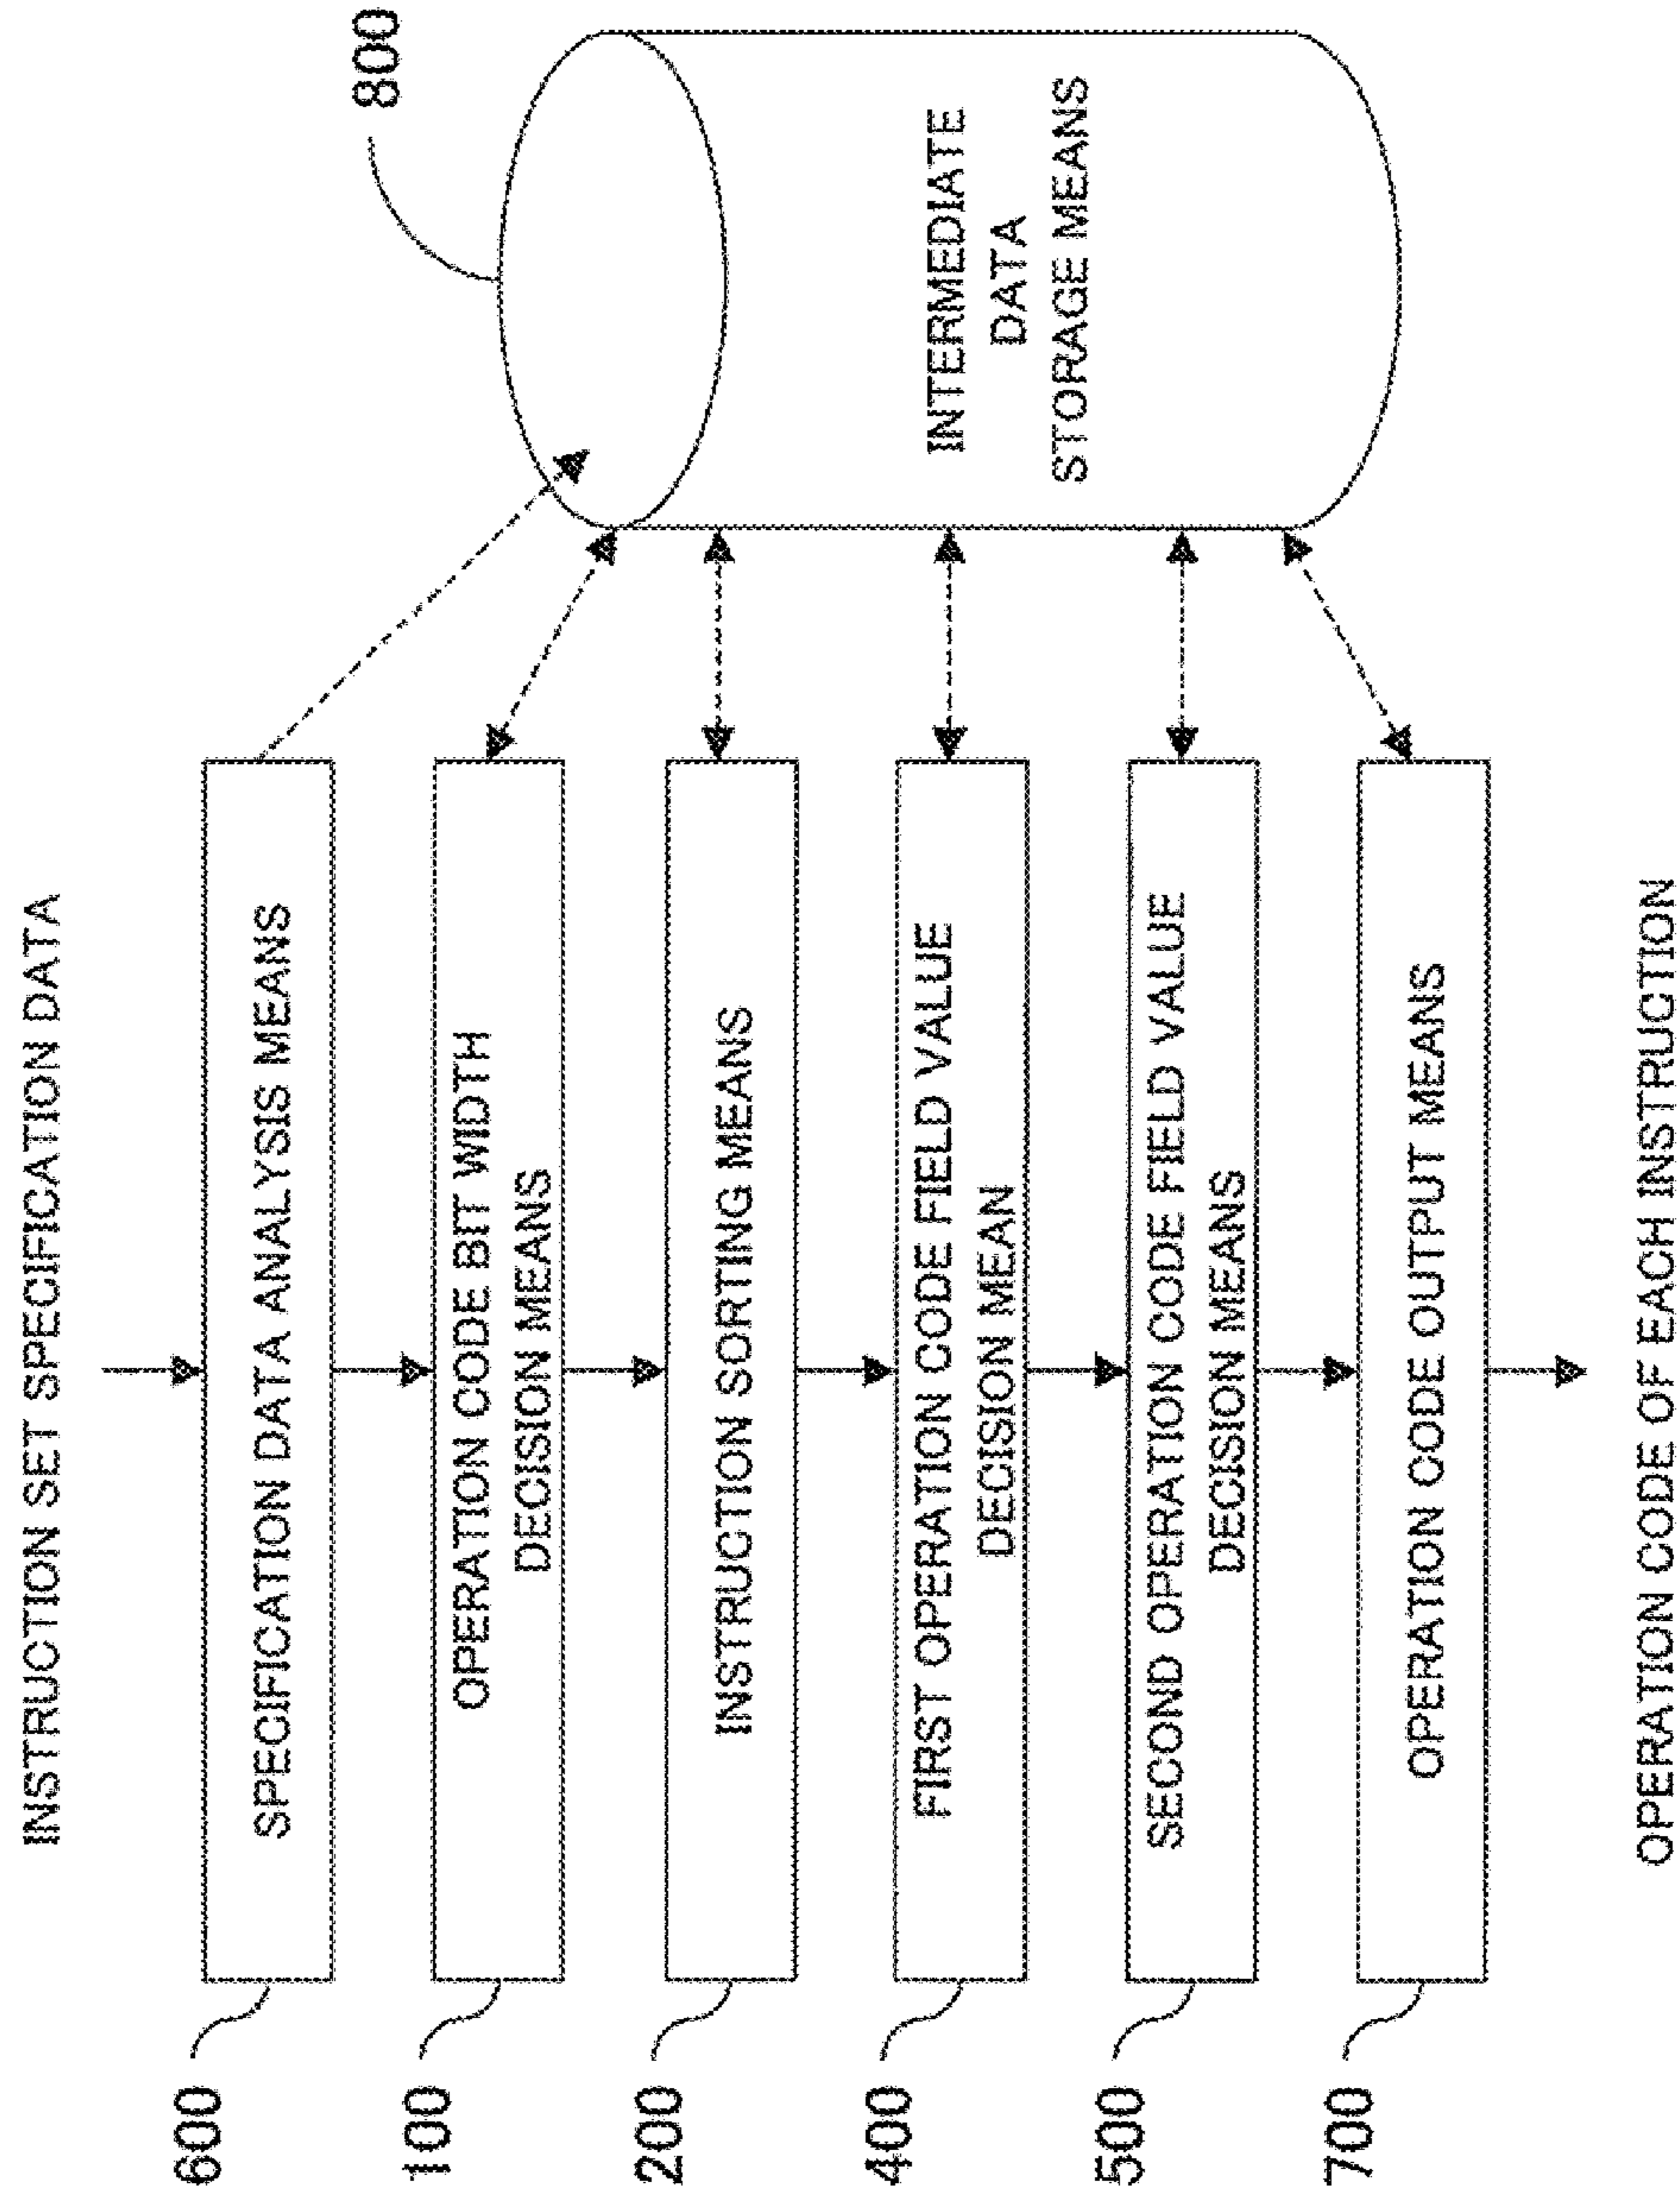 INSTRUCTION SET SPECIFICATION DATA
600
SPECIFICATION DATA ANALYSIS MEANS
100
OPERATION CODE BIT WIDTH
DECISION MEANS
200
INSTRUCTION SORTING MEANS
400
FIRST OPERATION CODE FIELD VALUE
DECISION MEAN
500
SECOND OPERATION CODE FIELD VALUE
DECISION MEANS
700
OPERATION CODE OUTPUT MEANS
OPERATION CODE OF EACH INSTRUCTION
800
INTERMEDIATE
DATA
STORAGE MEANS